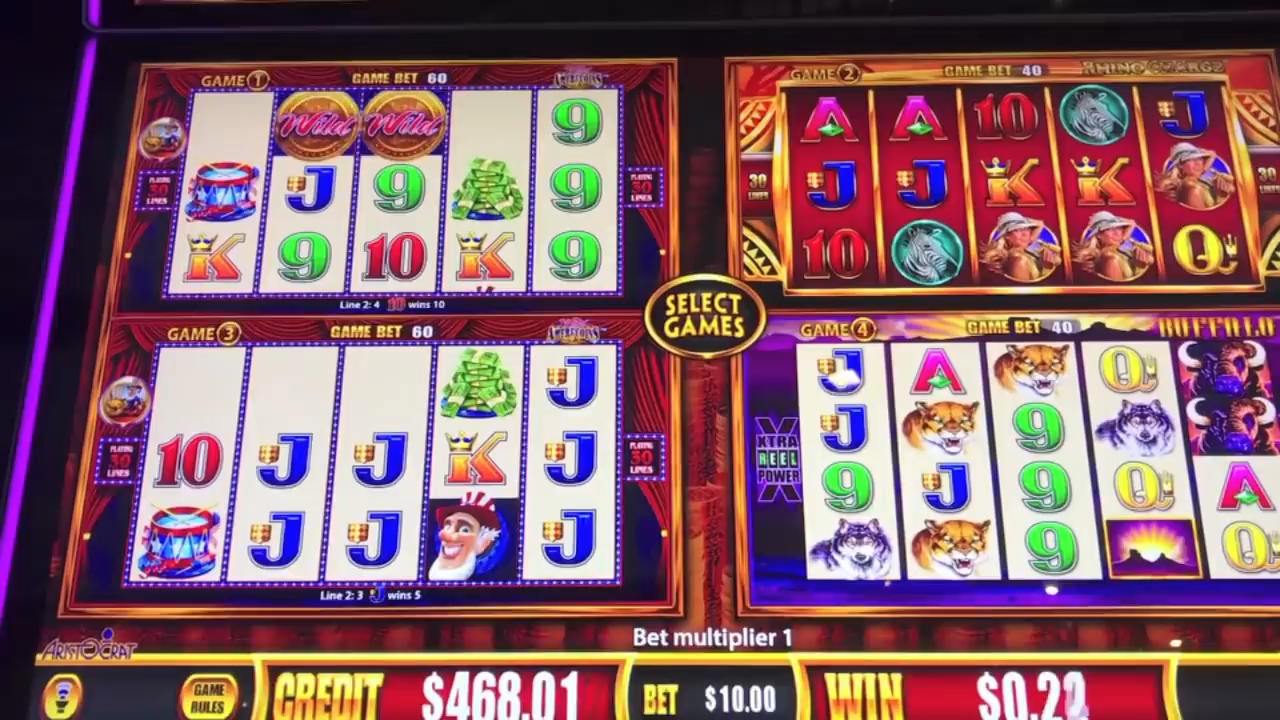 GAME 1 GAME BET 60
Wild Wild 9
PLAYING 30 LINES J 9 9 PLAYING 30 LINES
K 9 10 K 9
Line 2: 4 10 wins 10
GAME 2 GAME BET 40
A A 10 J
30 LINES J J K K 30 LINES
10 Q
SELECT GAMES
GAME 3 GAME BET 60
J
PLAYING 30 LINES 10 J J K J PLAYING 30 LINES
J J J
Line 2: 3 J wins 5
GAME 4 GAME BET 40 BUFFALO
J A Q
J 9
XTRA REEL POWER 9 J 9 Q A
9 Q
ARISTOCRAT
Bet multiplier 1
GAME RULES
CREDIT $468.01 BET $10.00 WIN